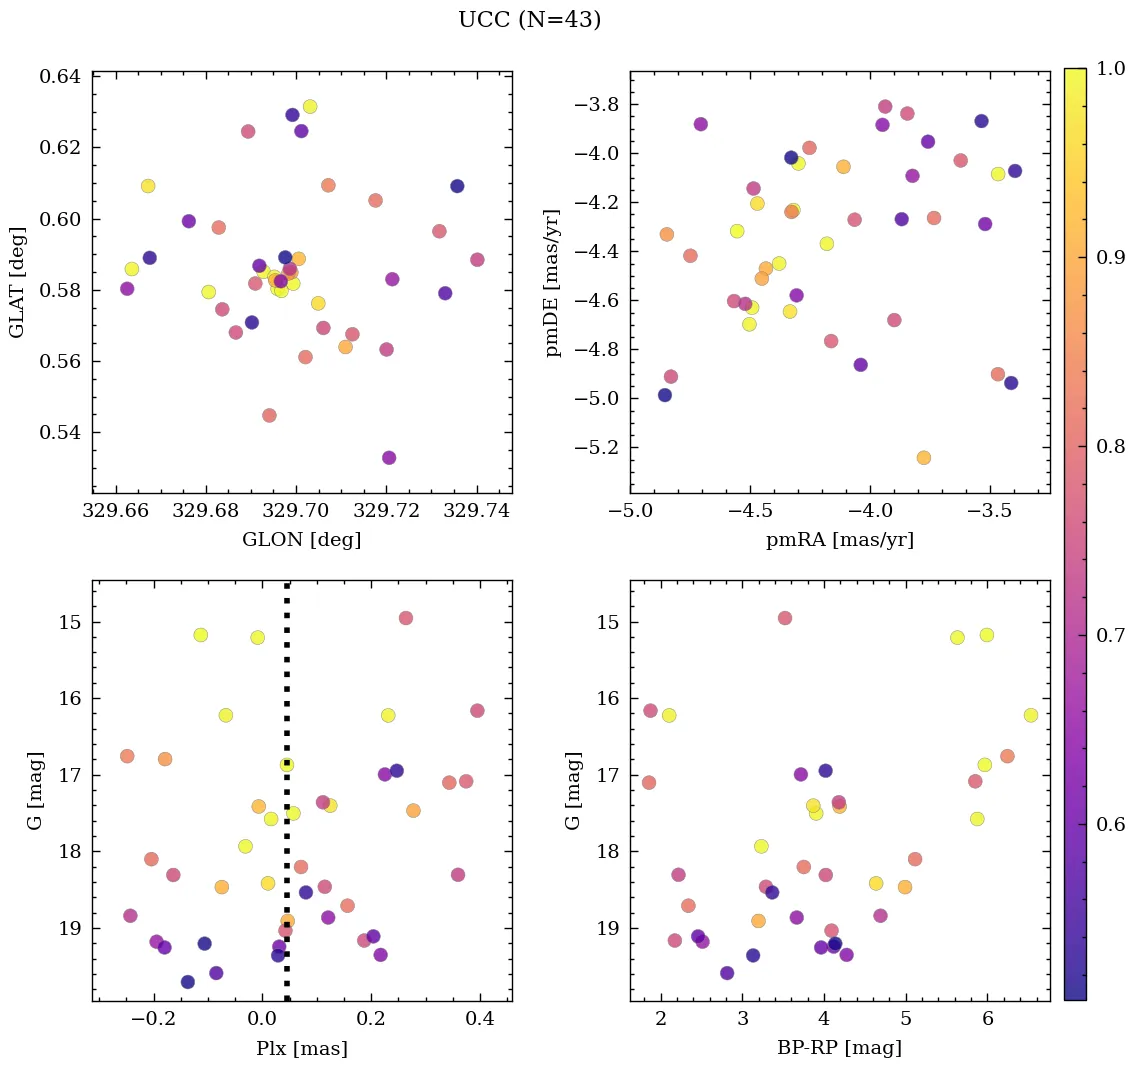 UCC (N=43)
0.64
0.62
0.60
0.58
0.56
0.54
GLAT [deg]
329.66 329.68 329.70 329.72 329.74
GLON [deg]
−3.8
−4.0
−4.2
−4.4
−4.6
−4.8
−5.0
−5.2
pmDE [mas/yr]
−5.0 −4.5 −4.0 −3.5
pmRA [mas/yr]
15
16
17
18
19
G [mag]
−0.2 0.0 0.2 0.4
Plx [mas]
15
16
17
18
19
G [mag]
2 3 4 5 6
BP-RP [mag]
1.0
0.9
0.8
0.7
0.6